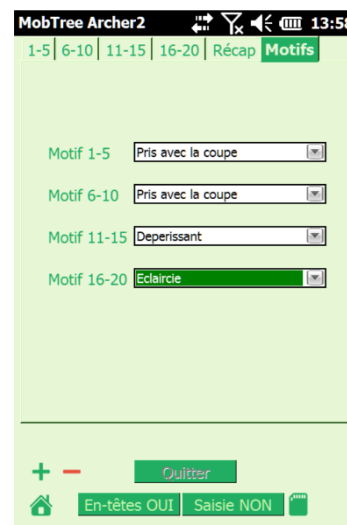 MobTree Archer2 13:58
1-5 6-10 11-15 16-20 Récap Motifs
Motif 1-5 Pris avec la coupe
Motif 6-10 Pris avec la coupe
Motif 11-15 Deperissant
Motif 16-20 Eclaircie
Quitter
En-têtes OUI Saisie NON